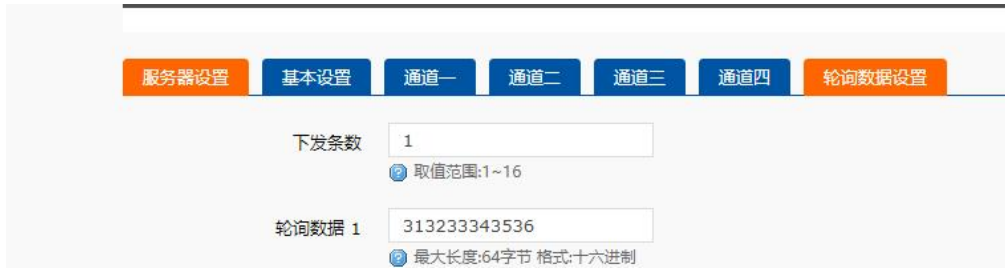 服务器设置 基本设置 通道一 通道二 通道三 通道四 轮询数据设置
下发条数 1
取值范围:1~16
轮询数据 1 313233343536
最大长度:64字节 格式:十六进制